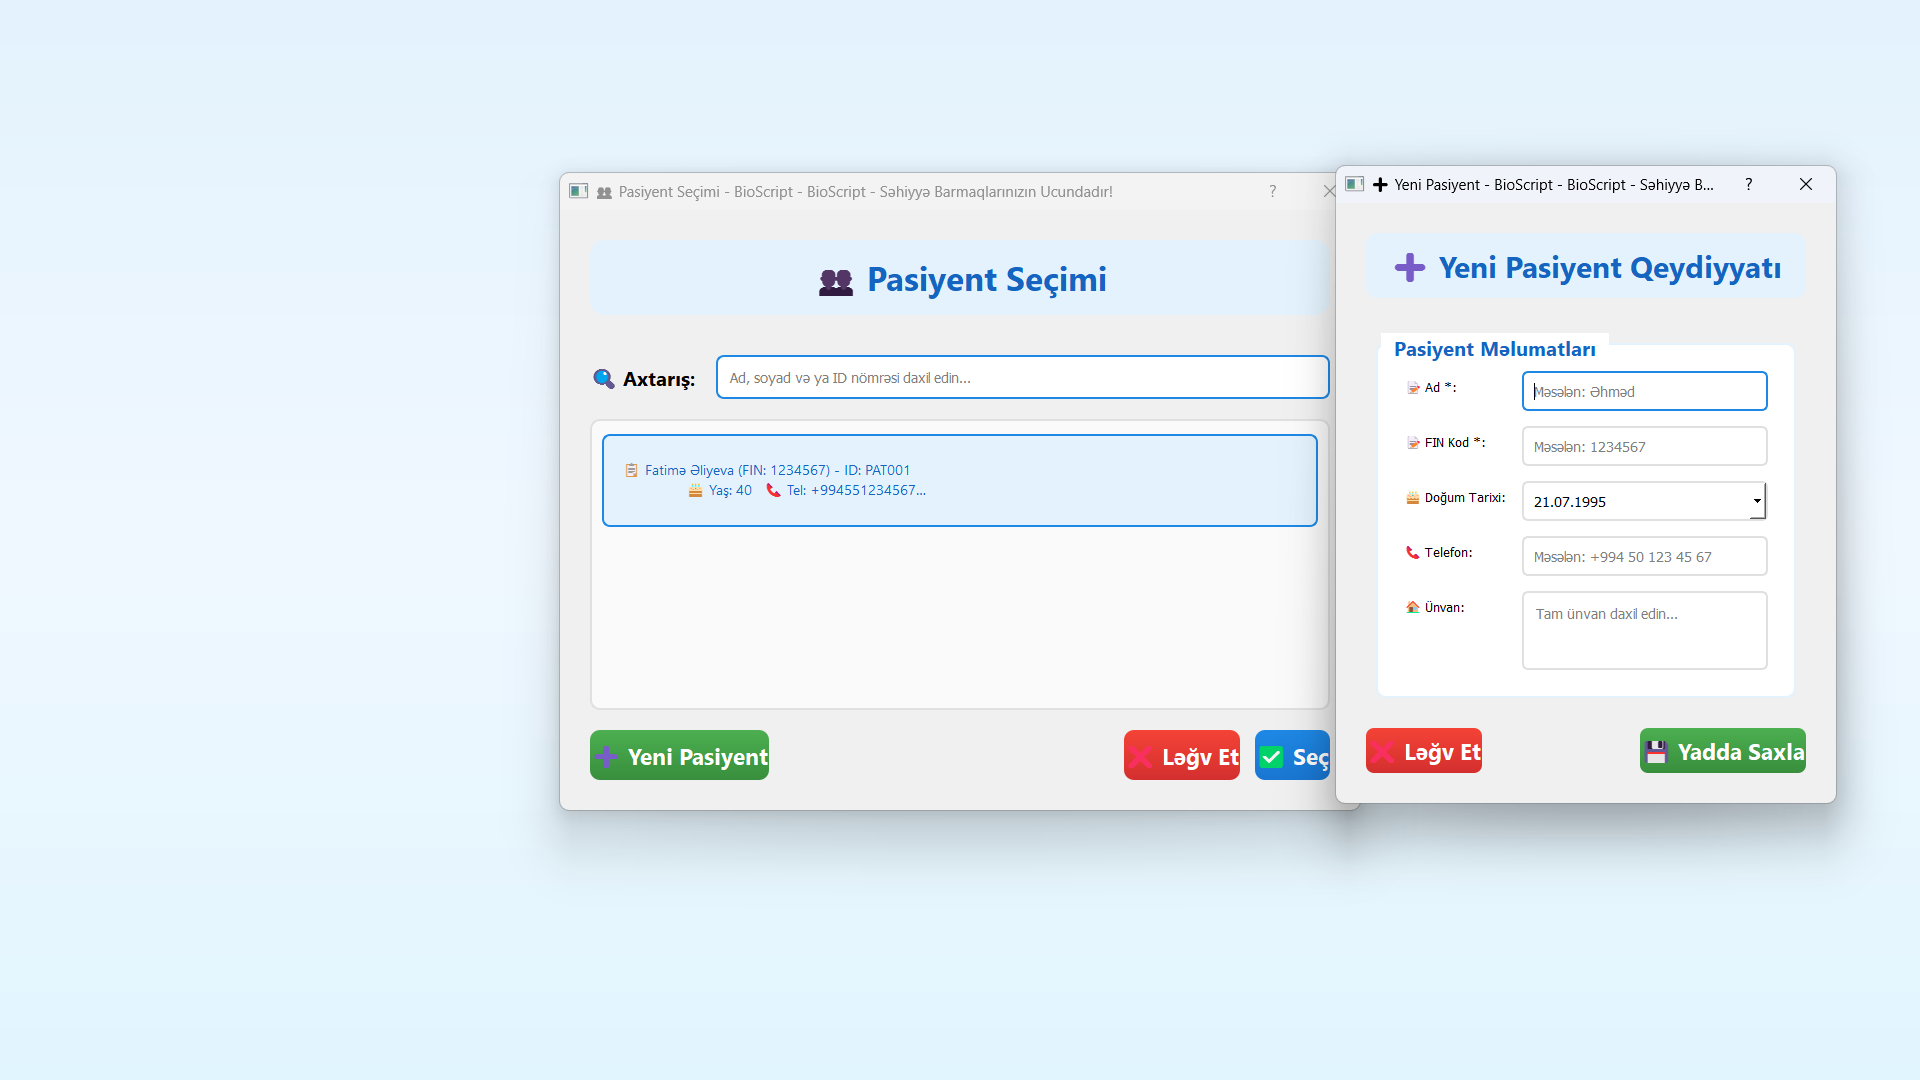 Pasiyent Seçimi - BioScript - BioScript - Səhiyyə Barmaqlarınızın Ucundadır!
Pasiyent Seçimi
Axtarış:
Ad, soyad və ya ID nömrəsi daxil edin...
Fatimə Əliyeva (FIN: 1234567) - ID: PAT001
Yaş: 40 Tel: +994551234567...
Yeni Pasiyent
Ləğv Et
Seç
Yeni Pasiyent - BioScript - BioScript - Səhiyyə B...
Yeni Pasiyent Qeydiyyatı
Pasiyent Məlumatları
Ad *:
Məsələn: Əhməd
FIN Kod *:
Məsələn: 1234567
Doğum Tarixi:
21.07.1995
Telefon:
Məsələn: +994 50 123 45 67
Ünvan:
Tam ünvan daxil edin...
Ləğv Et
Yadda Saxla